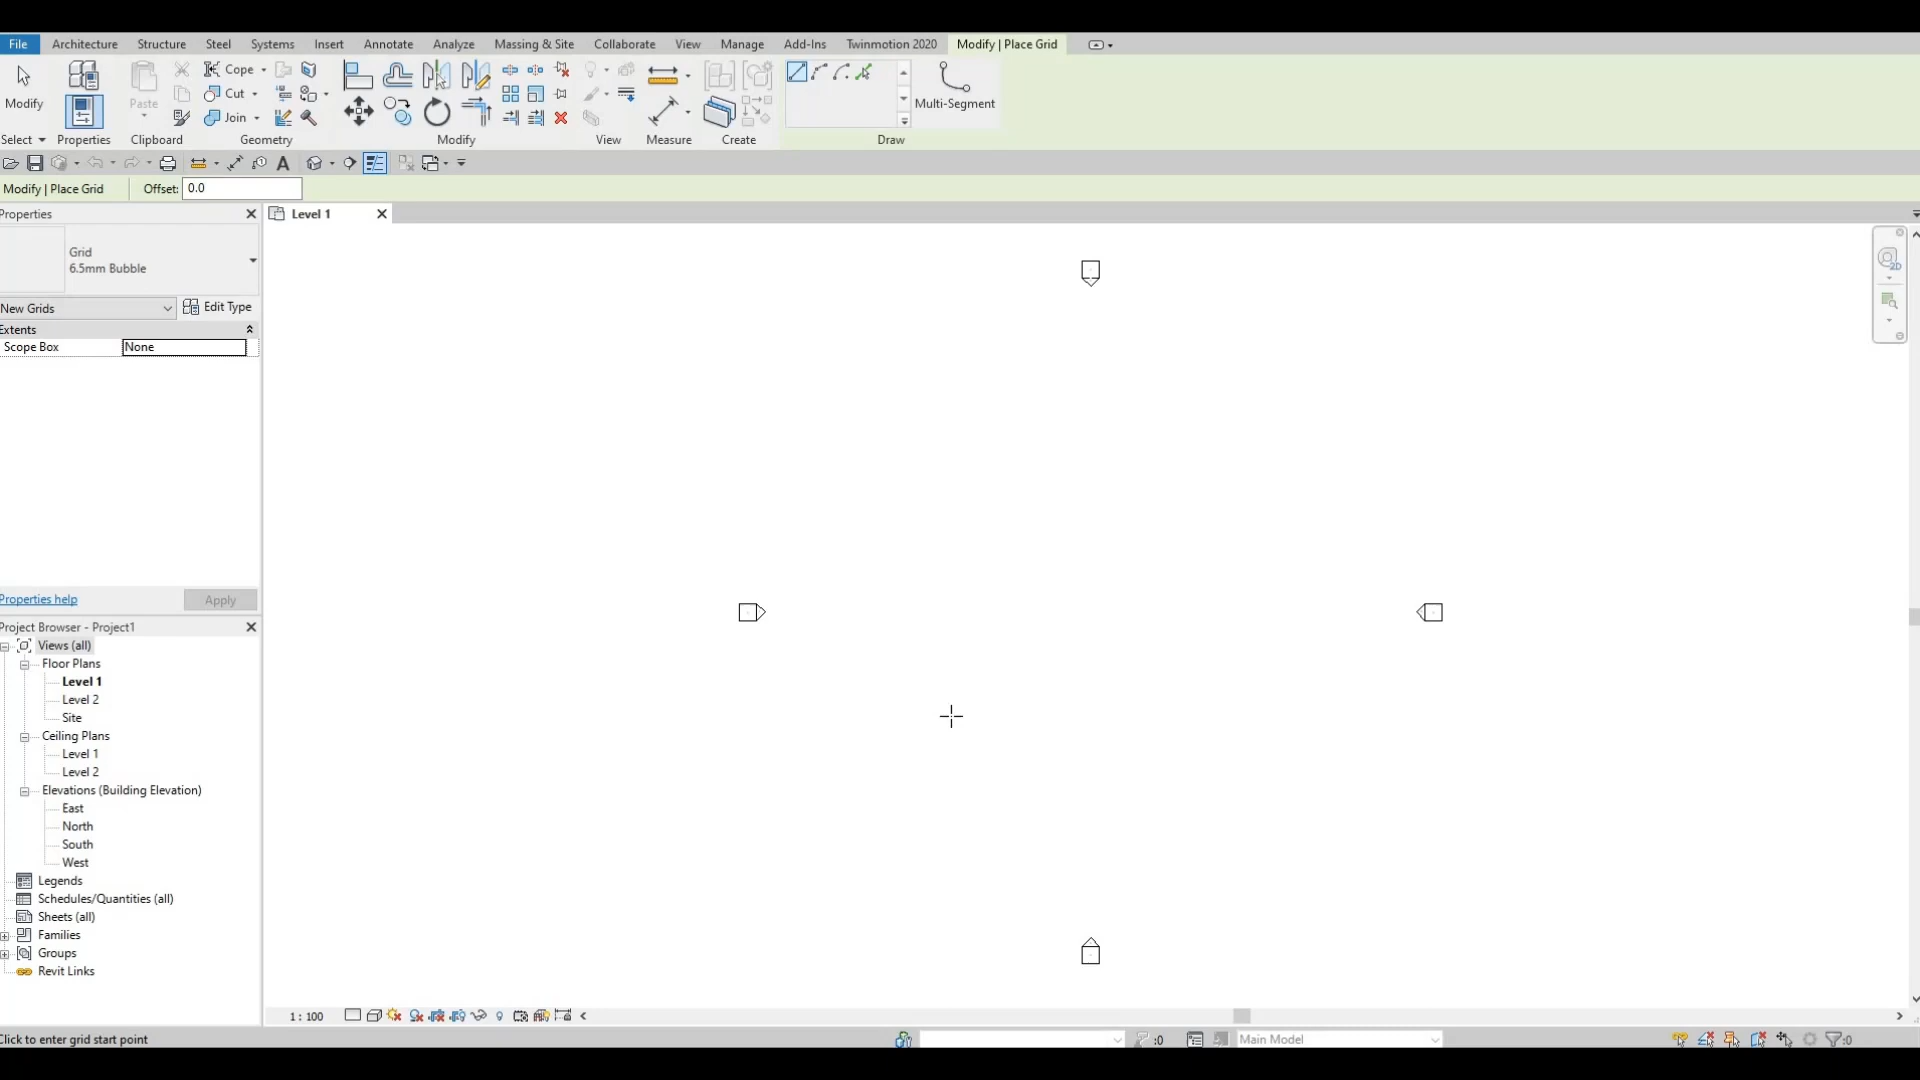 File Architecture Structure Steel Systems Insert Annotate Analyze Massing & Site Collaborate View Manage Add-Ins Twinmotion 2020 Modify | Place Grid
Modify Paste Cope Cut Join Multi-Segment
Select Properties Clipboard Geometry Modify View Measure Create Draw
Modify | Place Grid Offset: 0.0
Properties
Level 1
Grid
6.5mm Bubble
New Grids Edit Type
Extents
Scope Box None
Properties help Apply
Project Browser - Project1
Views (all)
Floor Plans
Level 1
Level 2
Site
Ceiling Plans
Level 1
Level 2
Elevations (Building Elevation)
East
North
South
West
Legends
Schedules/Quantities (all)
Sheets (all)
Families
Groups
Revit Links
1 : 100
Click to enter grid start point :0 Main Model :0
2D